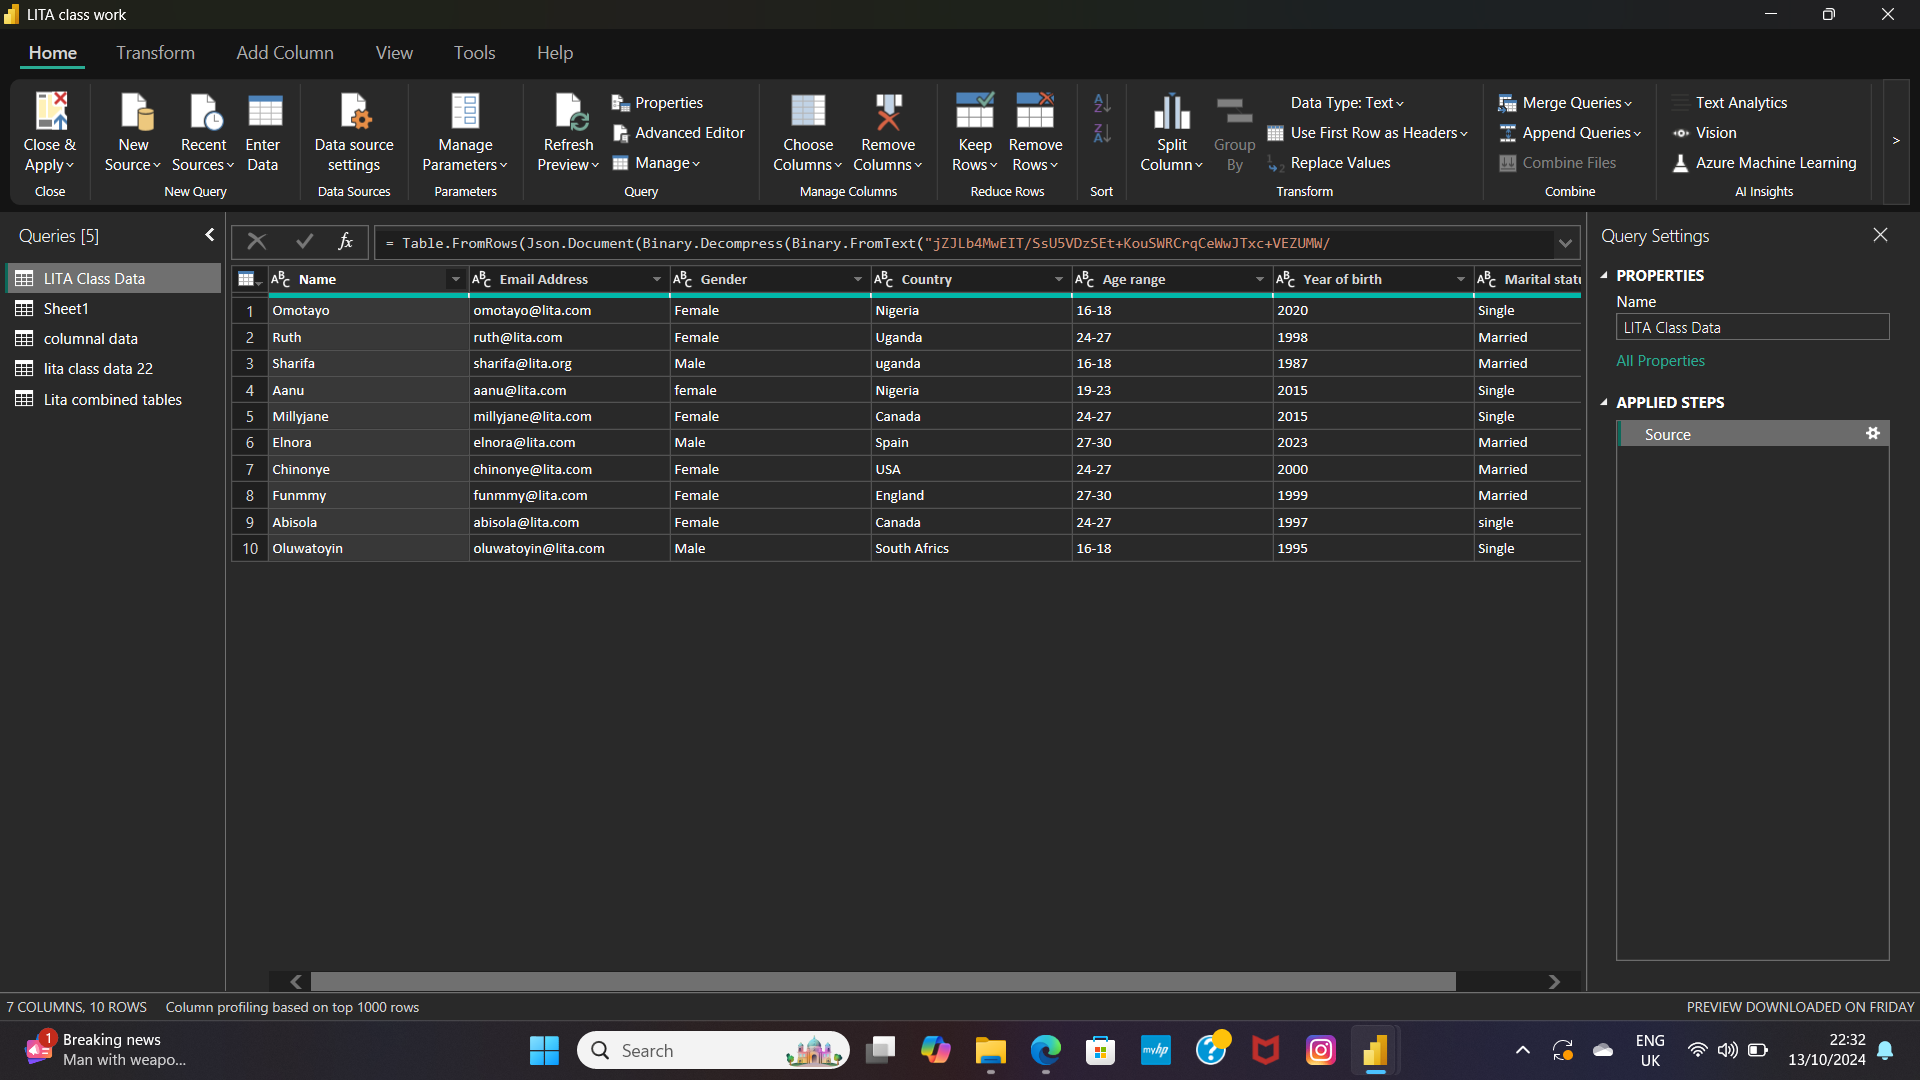 LITA class work
Home Transform Add Column View Tools Help
Close & Apply
New Source
Recent Sources
Enter Data
Data source settings
Manage Parameters
Refresh Preview
Properties
Advanced Editor
Manage
Choose Columns
Remove Columns
Keep Rows
Remove Rows
Split Column
Group By
Data Type: Text
Use First Row as Headers
Replace Values
Merge Queries
Append Queries
Combine Files
Text Analytics
Vision
Azure Machine Learning
Close New Query Data Sources Parameters Query Manage Columns Reduce Rows Sort Transform Combine AI Insights
Queries [5]
LITA Class Data
Sheet1
columnal data
lita class data 22
Lita combined tables
fx = Table.FromRows(Json.Document(Binary.Decompress(Binary.FromText("jZJLb4MwEIT/SsU5VDzSEt+KouSWRCrqCeWwJTxc+VEZUMW/
Name Email Address Gender Country Age range Year of birth Marital statu
1 Omotayo omotayo@lita.com Female Nigeria 16-18 2020 Single
2 Ruth ruth@lita.com Female Uganda 24-27 1998 Married
3 Sharifa sharifa@lita.org Male uganda 16-18 1987 Married
4 Aanu aanu@lita.com female Nigeria 19-23 2015 Single
5 Millyjane millyjane@lita.com Female Canada 24-27 2015 Single
6 Elnora elnora@lita.com Male Spain 27-30 2023 Married
7 Chinonye chinonye@lita.com Female USA 24-27 2000 Married
8 Funmmy funmmy@lita.com Female England 27-30 1999 Married
9 Abisola abisola@lita.com Female Canada 24-27 1997 single
10 Oluwatoyin oluwatoyin@lita.com Male South Africs 16-18 1995 Single
Query Settings
PROPERTIES
Name
LITA Class Data
All Properties
APPLIED STEPS
Source
7 COLUMNS, 10 ROWS Column profiling based on top 1000 rows
PREVIEW DOWNLOADED ON FRIDAY
1
Breaking news
Man with weapo...
Search
myhp
ENG
UK
22:32
13/10/2024